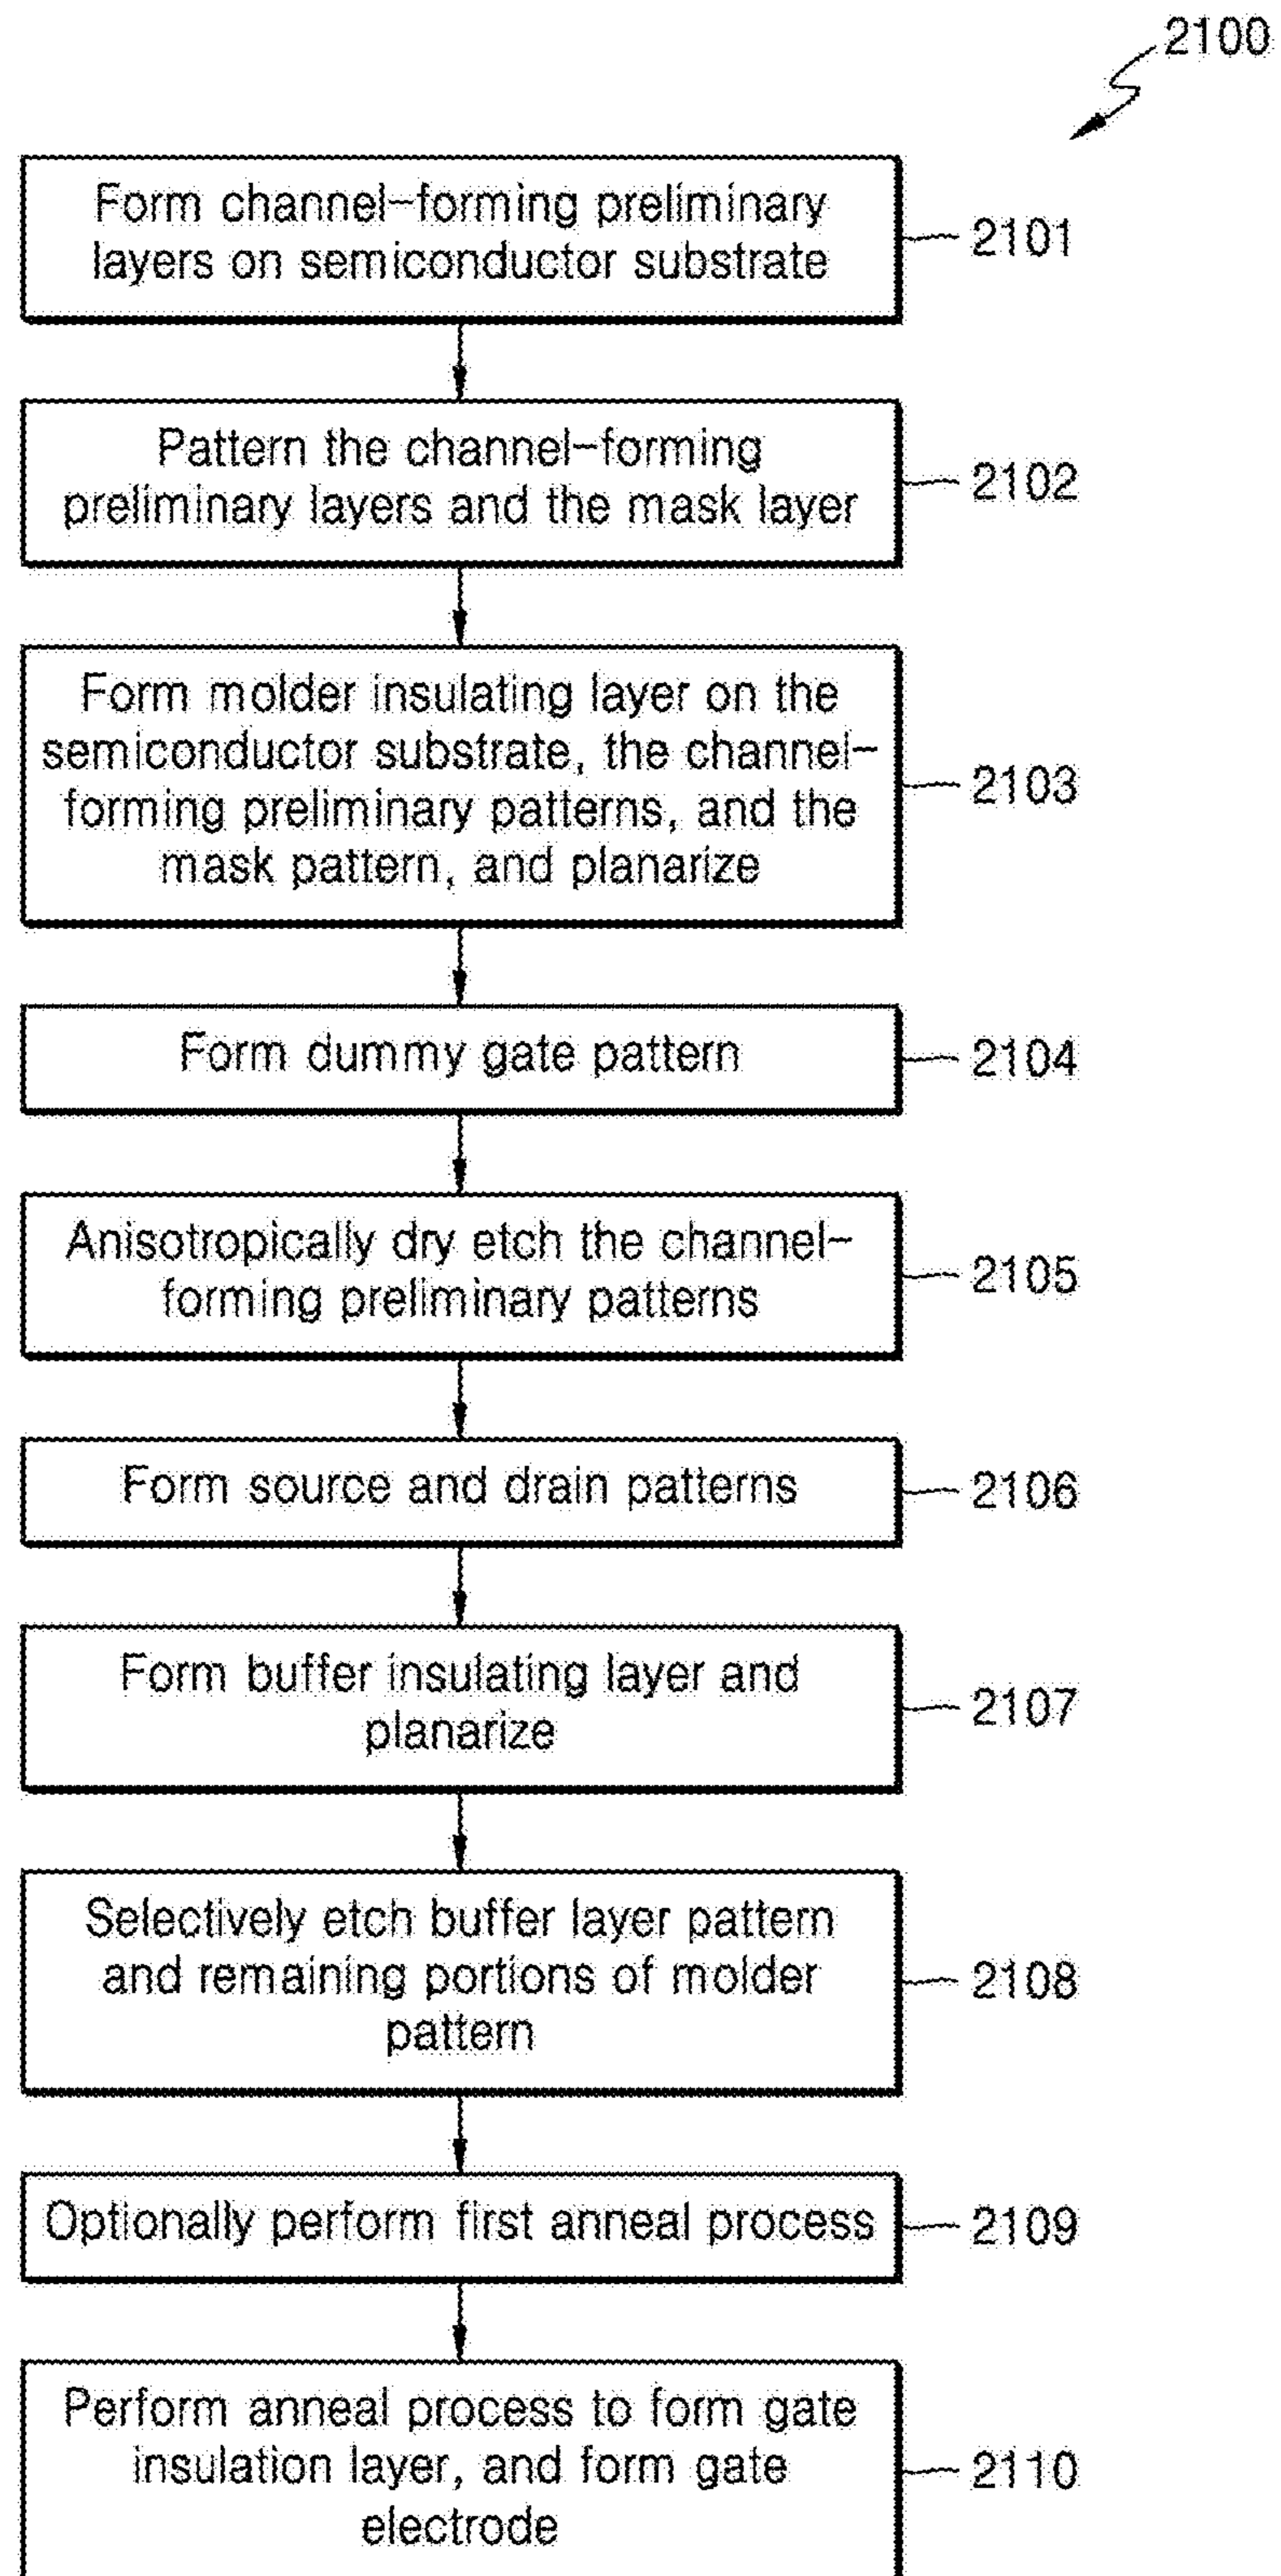 2100
Form channel-forming preliminary
layers on semiconductor substrate
2101
Pattern the channel-forming
preliminary layers and the mask layer
2102
Form molder insulating layer on the
semiconductor substrate, the channel-
forming preliminary patterns, and the
mask pattern, and planarize
2103
Form dummy gate pattern
2104
Anisotropically dry etch the channel-
forming preliminary patterns
2105
Form source and drain patterns
2106
Form buffer insulating layer and
planarize
2107
Selectively etch buffer layer pattern
and remaining portions of molder
pattern
2108
Optionally perform first anneal process
2109
Perform anneal process to form gate
insulation layer, and form gate
electrode
2110